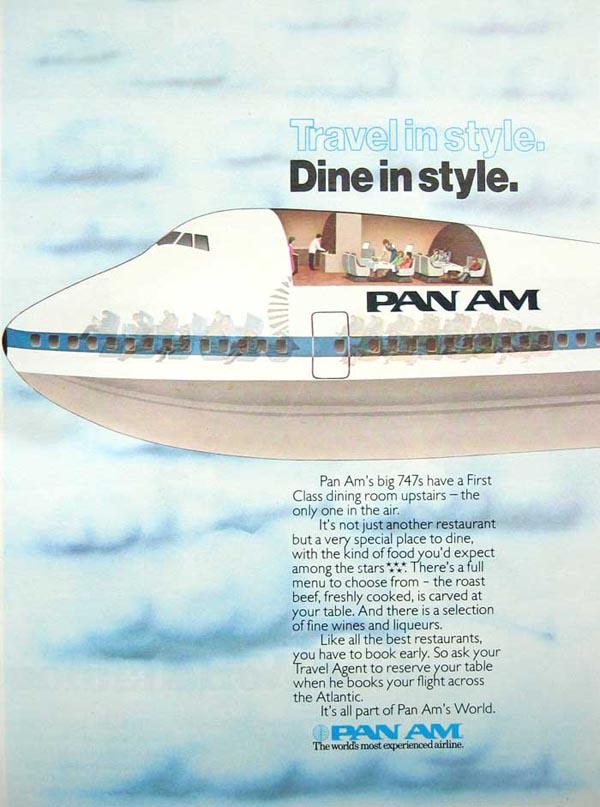 Travel in style.
Dine in style.
PAN AM
Pan Am's big 747s have a First
Class dining room upstairs – the
only one in the air.
It's not just another restaurant
but a very special place to dine,
with the kind of food you'd expect
among the stars★★★★★. There's a full
menu to choose from – the roast
beef, freshly cooked, is carved at
your table. And there is a selection
of fine wines and liqueurs.
Like all the best restaurants,
you have to book early. So ask your
Travel Agent to reserve your table
when he books your flight across
the Atlantic.
It's all part of Pan Am's World.
PAN AM
The world's most experienced airline.